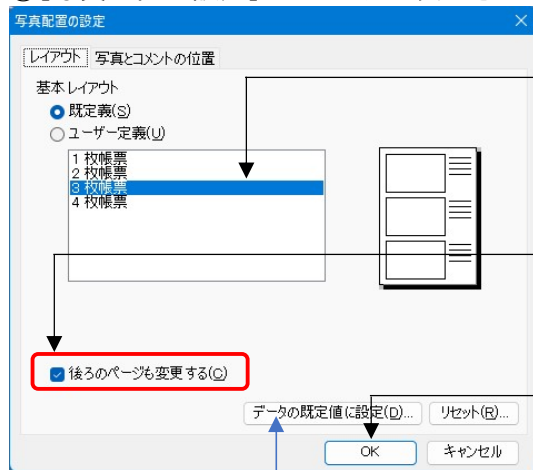 写真配置の設定
レイアウト 写真とコメントの位置
基本レイアウト
既定義(S)
ユーザー定義(U)
1 枚帳票
2 枚帳票
3 枚帳票
4 枚帳票
後ろのページも変更する(C)
データの既定値に設定(D)... リセット(R)...
OK キャンセル